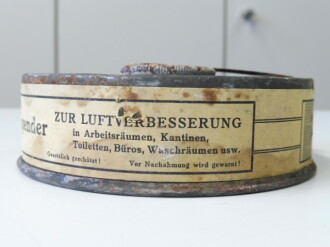 ZUR LUFTVERBESSERUNG
ender
in Arbeitsräumen, Kantinen,
Toiletten, Büros, Waschräumen usw.
Gesetzlich geschützt! Vor Nachahmung wird gewarnt!